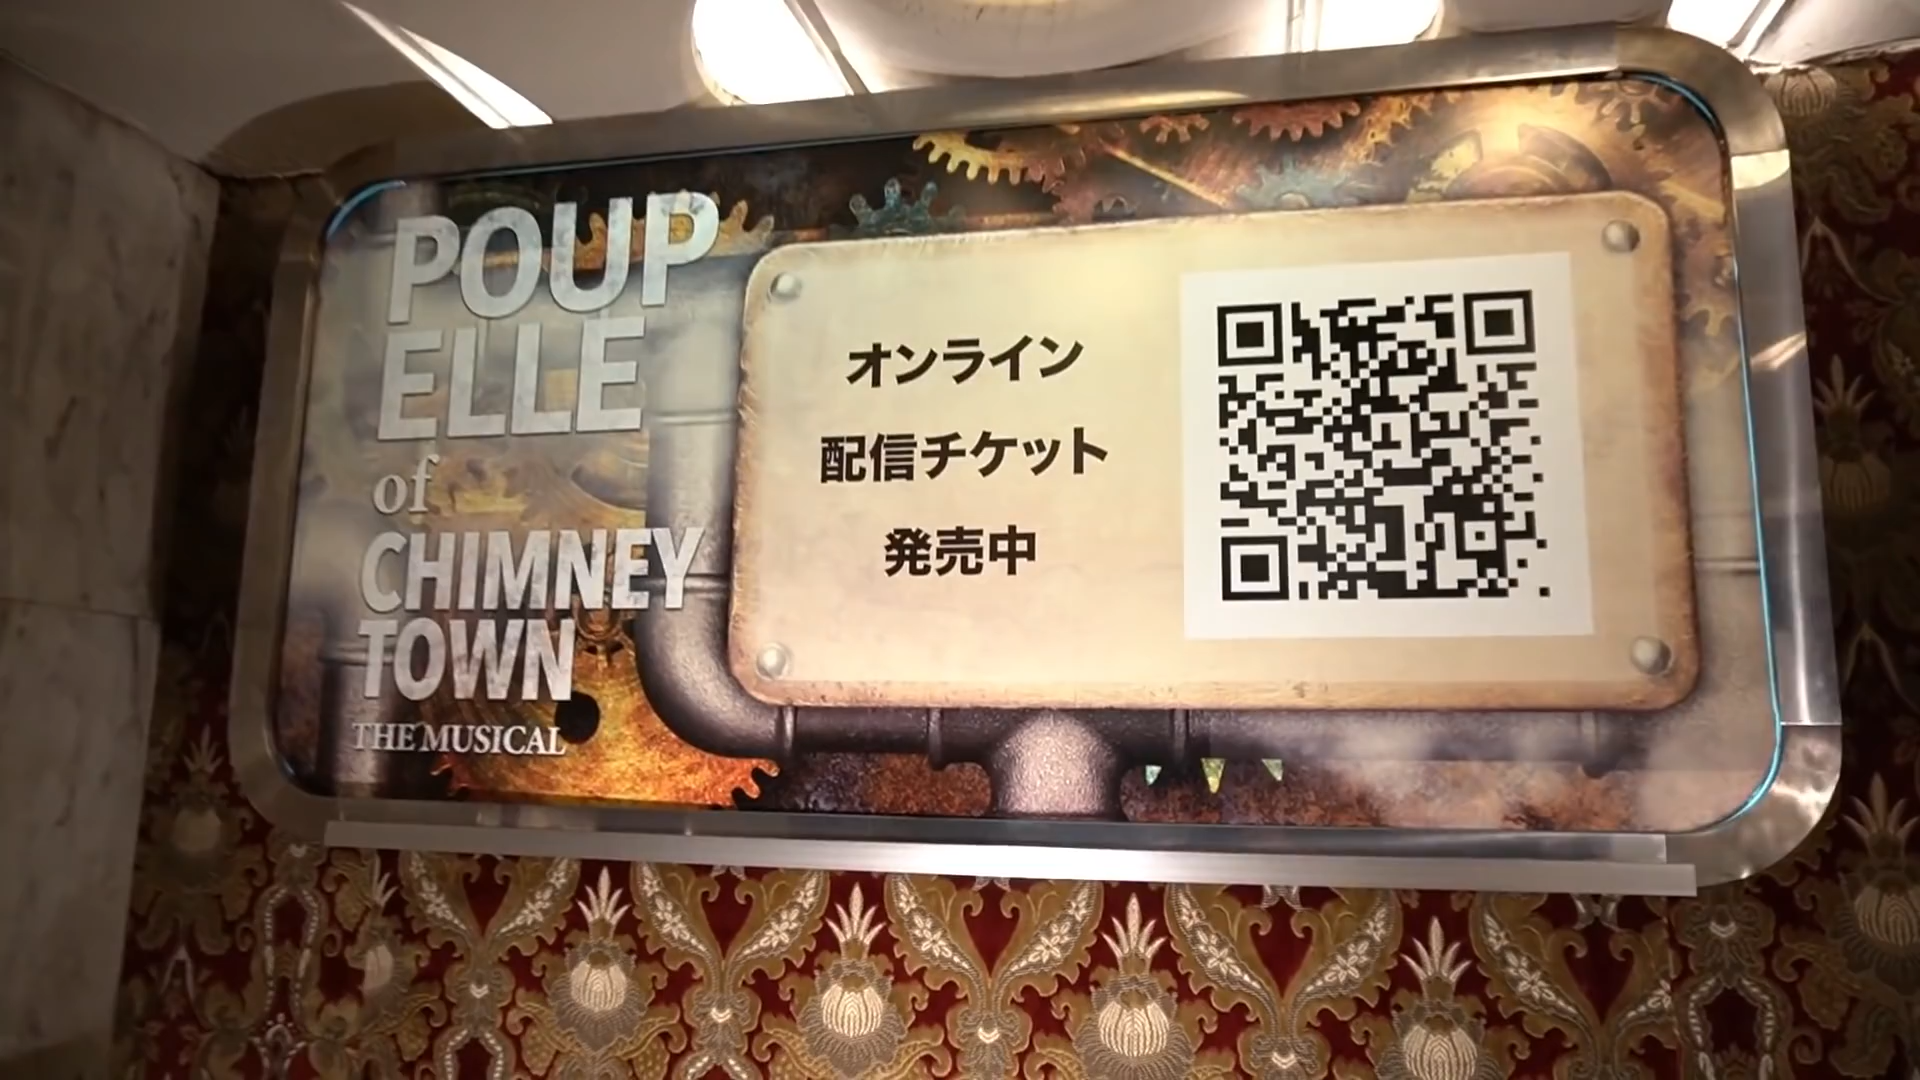 POUP
ELLE
of
CHIMNEY
TOWN
THE MUSICAL
オンライン
配信チケット
発売中